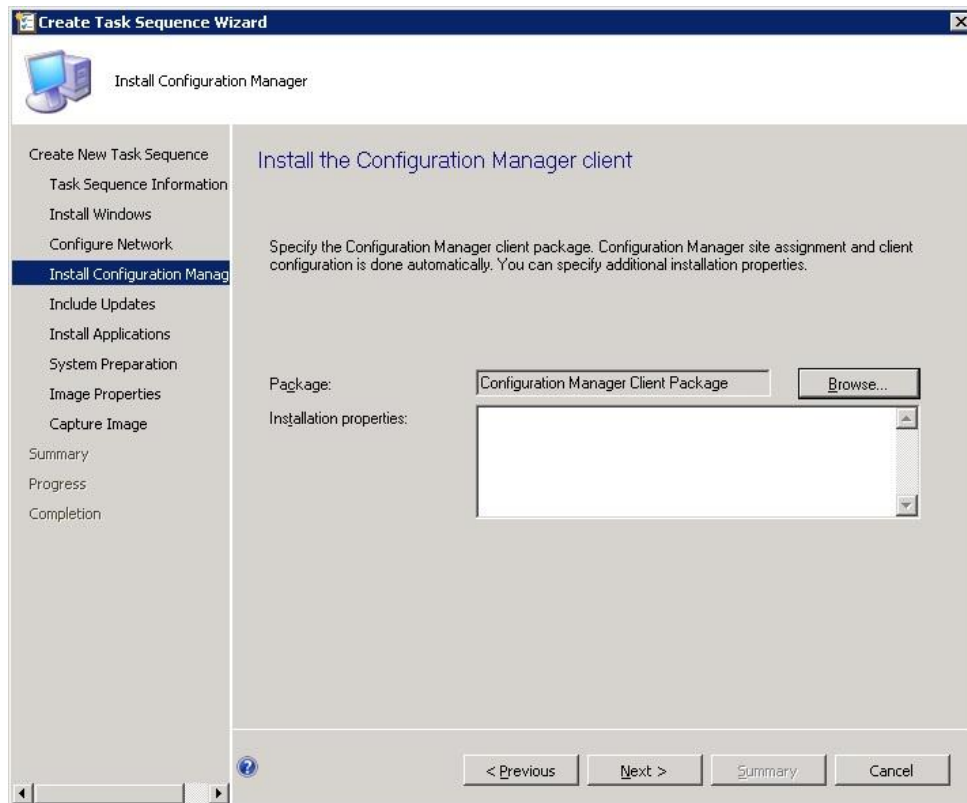 Create Task Sequence Wizard
Install Configuration Manager
Create New Task Sequence
Task Sequence Information
Install Windows
Configure Network
Install Configuration Manag
Include Updates
Install Applications
System Preparation
Image Properties
Capture Image
Summary
Progress
Completion
Install the Configuration Manager client
Specify the Configuration Manager client package. Configuration Manager site assignment and client
configuration is done automatically. You can specify additional installation properties.
Package:
Configuration Manager Client Package
Browse...
Installation properties:
< Previous
Next >
Summary
Cancel